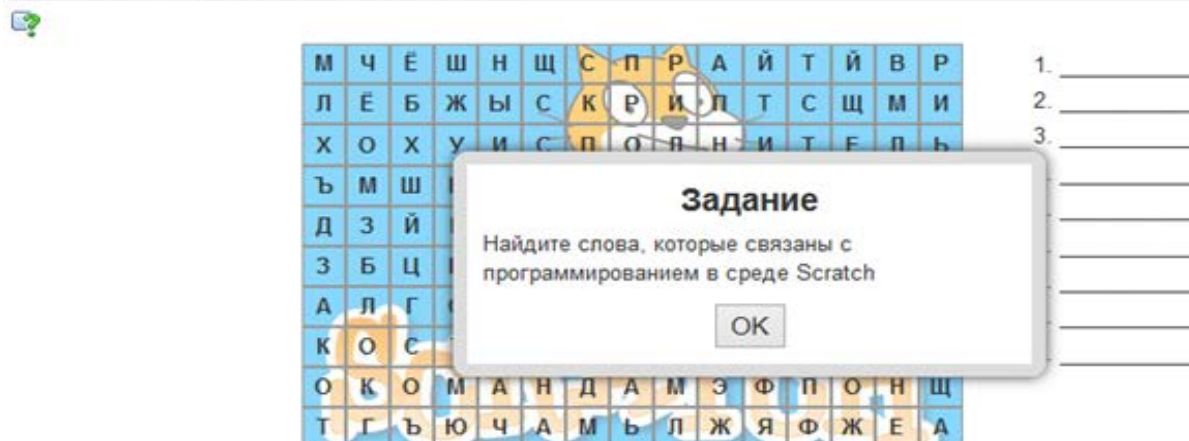 М Ч Ё Ш Н Щ С П Р А Й Т Й В Р
1.
Л Ё Б Ж Ы С К Р И П Т С Щ М И
2.
Х О Х У И С П О Л Н И Т Е Л Ь
3.
Ъ М Ш
Д З Й
З Б Ц
А Л Г
К О С
Задание
Найдите слова, которые связаны с
программированием в среде Scratch
OK
О К О М А Н Д А М Э Ф П О Н Щ
Т Г Ъ Ю Ч А М Ь Л Ж Я Ф Ж Е А